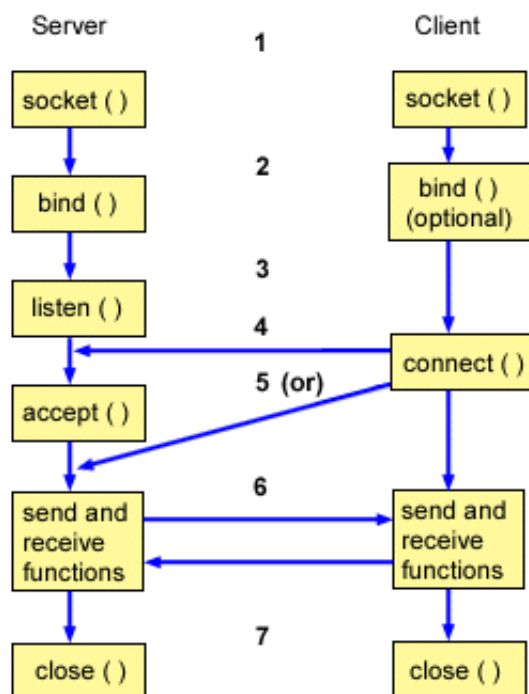 Server
1
Client
socket ( )
socket ( )
2
bind ( )
bind ( )
(optional)
3
listen ( )
4
connect ( )
5 (or)
accept ( )
6
send and
receive
functions
send and
receive
functions
7
close ( )
close ( )